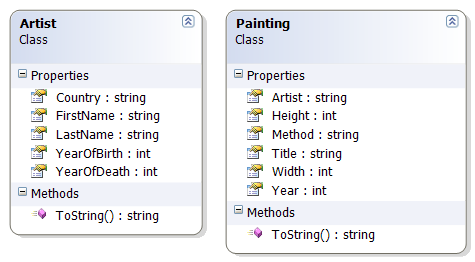 Artist
Class
Properties
Country : string
FirstName : string
LastName : string
YearOfBirth : int
YearOfDeath : int
Methods
ToString() : string
Painting
Class
Properties
Artist : string
Height : int
Method : string
Title : string
Width : int
Year : int
Methods
ToString() : string